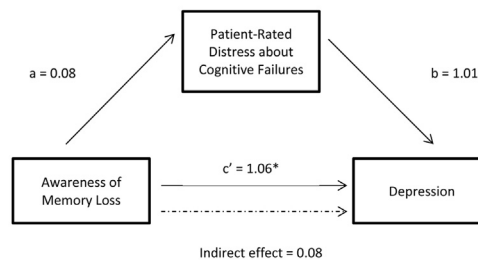 Patient-Rated
Distress about
Cognitive Failures
a = 0.08
b = 1.01
c’ = 1.06*
Awareness of
Memory Loss
Depression
Indirect effect = 0.08